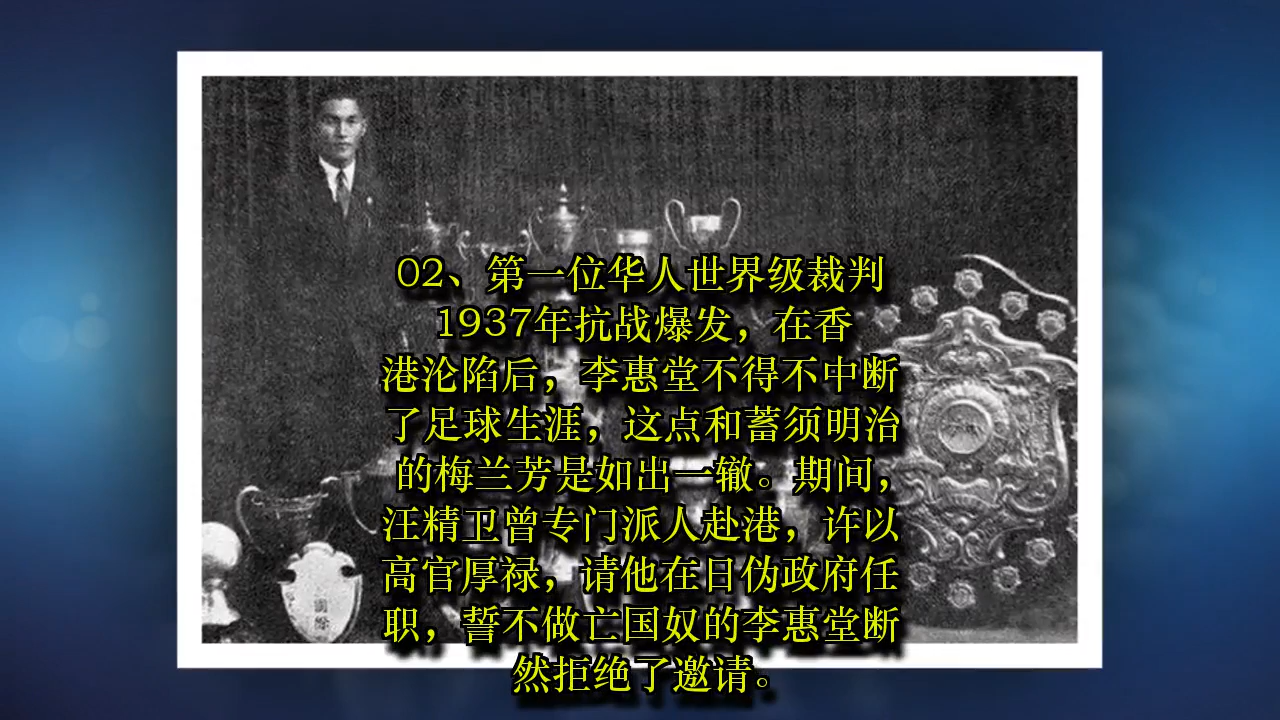 02、第一位华人世界级裁判
1937年抗战爆发，在香
港沦陷后，李惠堂不得不中断
了足球生涯，这点和蓄须明治
的梅兰芳是如出一辙。期间，
汪精卫曾专门派人赴港，许以
高官厚禄，请他在日伪政府任
职，誓不做亡国奴的李惠堂断
然拒绝了邀请。